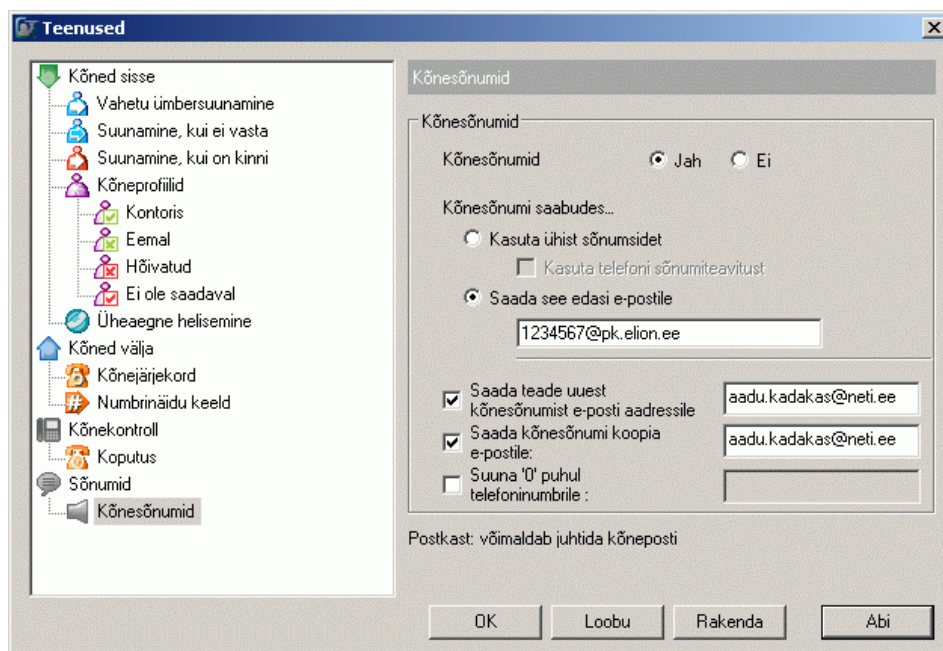 Teenused
Kõned sisse
Vahetu ümbersuunamine
Suunamine, kui ei vasta
Suunamine, kui on kinni
Kõneprofiilid
Kontoris
Eemal
Hõivatud
Ei ole saadaval
Üheaegne helisemine
Kõned välja
Kõnejärjekord
Numbrinäidu keeld
Kõnekontroll
Koputus
Sõnumid
Kõnesõnumid
Kõnesõnumid
Kõnesõnumid
Kõnesõnumid
Jah
Ei
Kõnesõnumi saabudes...
Kasuta ühist sõnumsidet
Kasuta telefoni sõnumiteavitust
Saada see edasi e-postile
1234567@pk.elion.ee
Saada teade uuest
kõnesõnumist e-posti aadressile
aadu.kadakas@neti.ee
Saada kõnesõnumi koopia
e-postile:
aadu.kadakas@neti.ee
Suuna '0' puhul
telefoninumbrile :
Postkast: võimaldab juhtida kõneposti
OK
Loobu
Rakenda
Abi